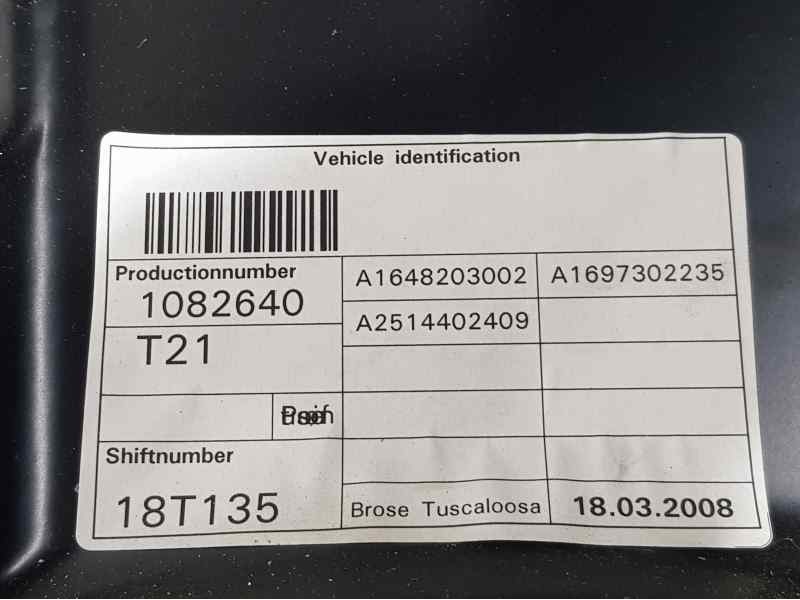 Vehicle identification
Productionnumber
1082640
T21
Shiftnumber
18T135
A1648203002 A1697302235
A2514402409
Brose Tuscaloosa 18.03.2008